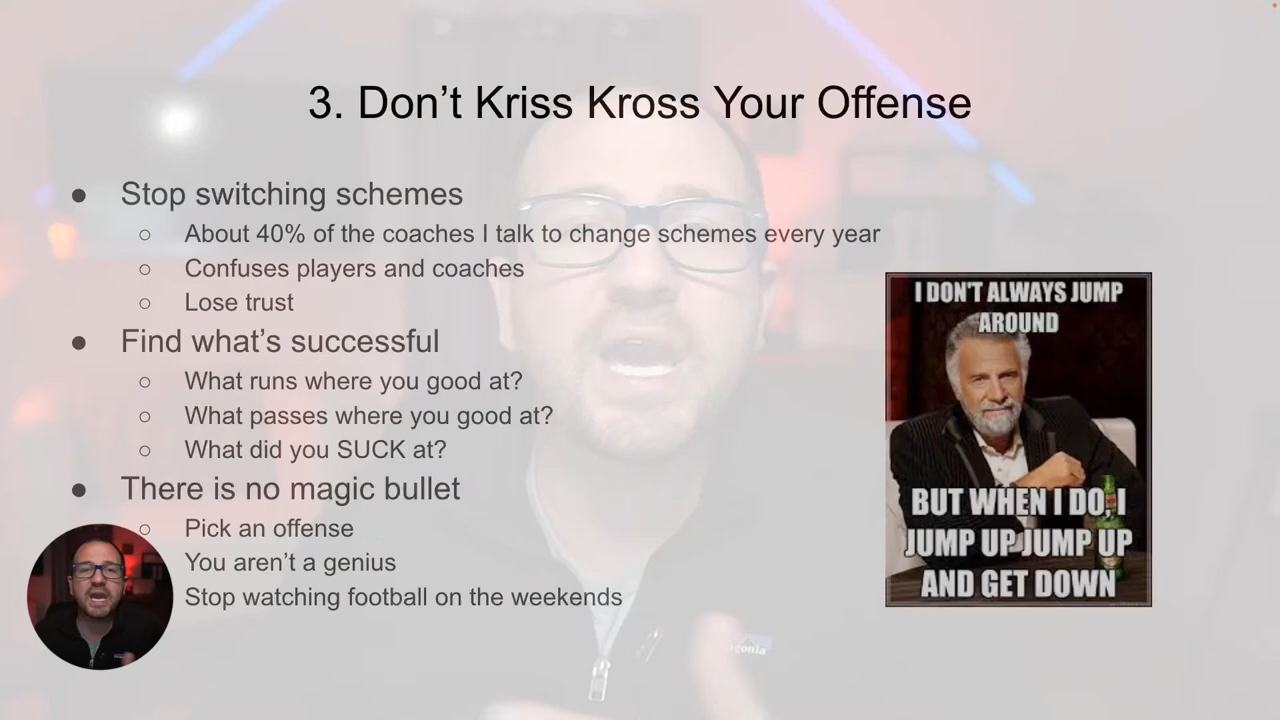 3. Don’t Kriss Kross Your Offense
● Stop switching schemes
○ About 40% of the coaches I talk to change schemes every year
○ Confuses players and coaches
○ Lose trust
● Find what’s successful
○ What runs where you good at?
○ What passes where you good at?
○ What did you SUCK at?
● There is no magic bullet
○ Pick an offense
You aren’t a genius
Stop watching football on the weekends
I DON'T ALWAYS JUMP
AROUND
BUT WHEN I DO, I
JUMP UP JUMP UP
AND GET DOWN